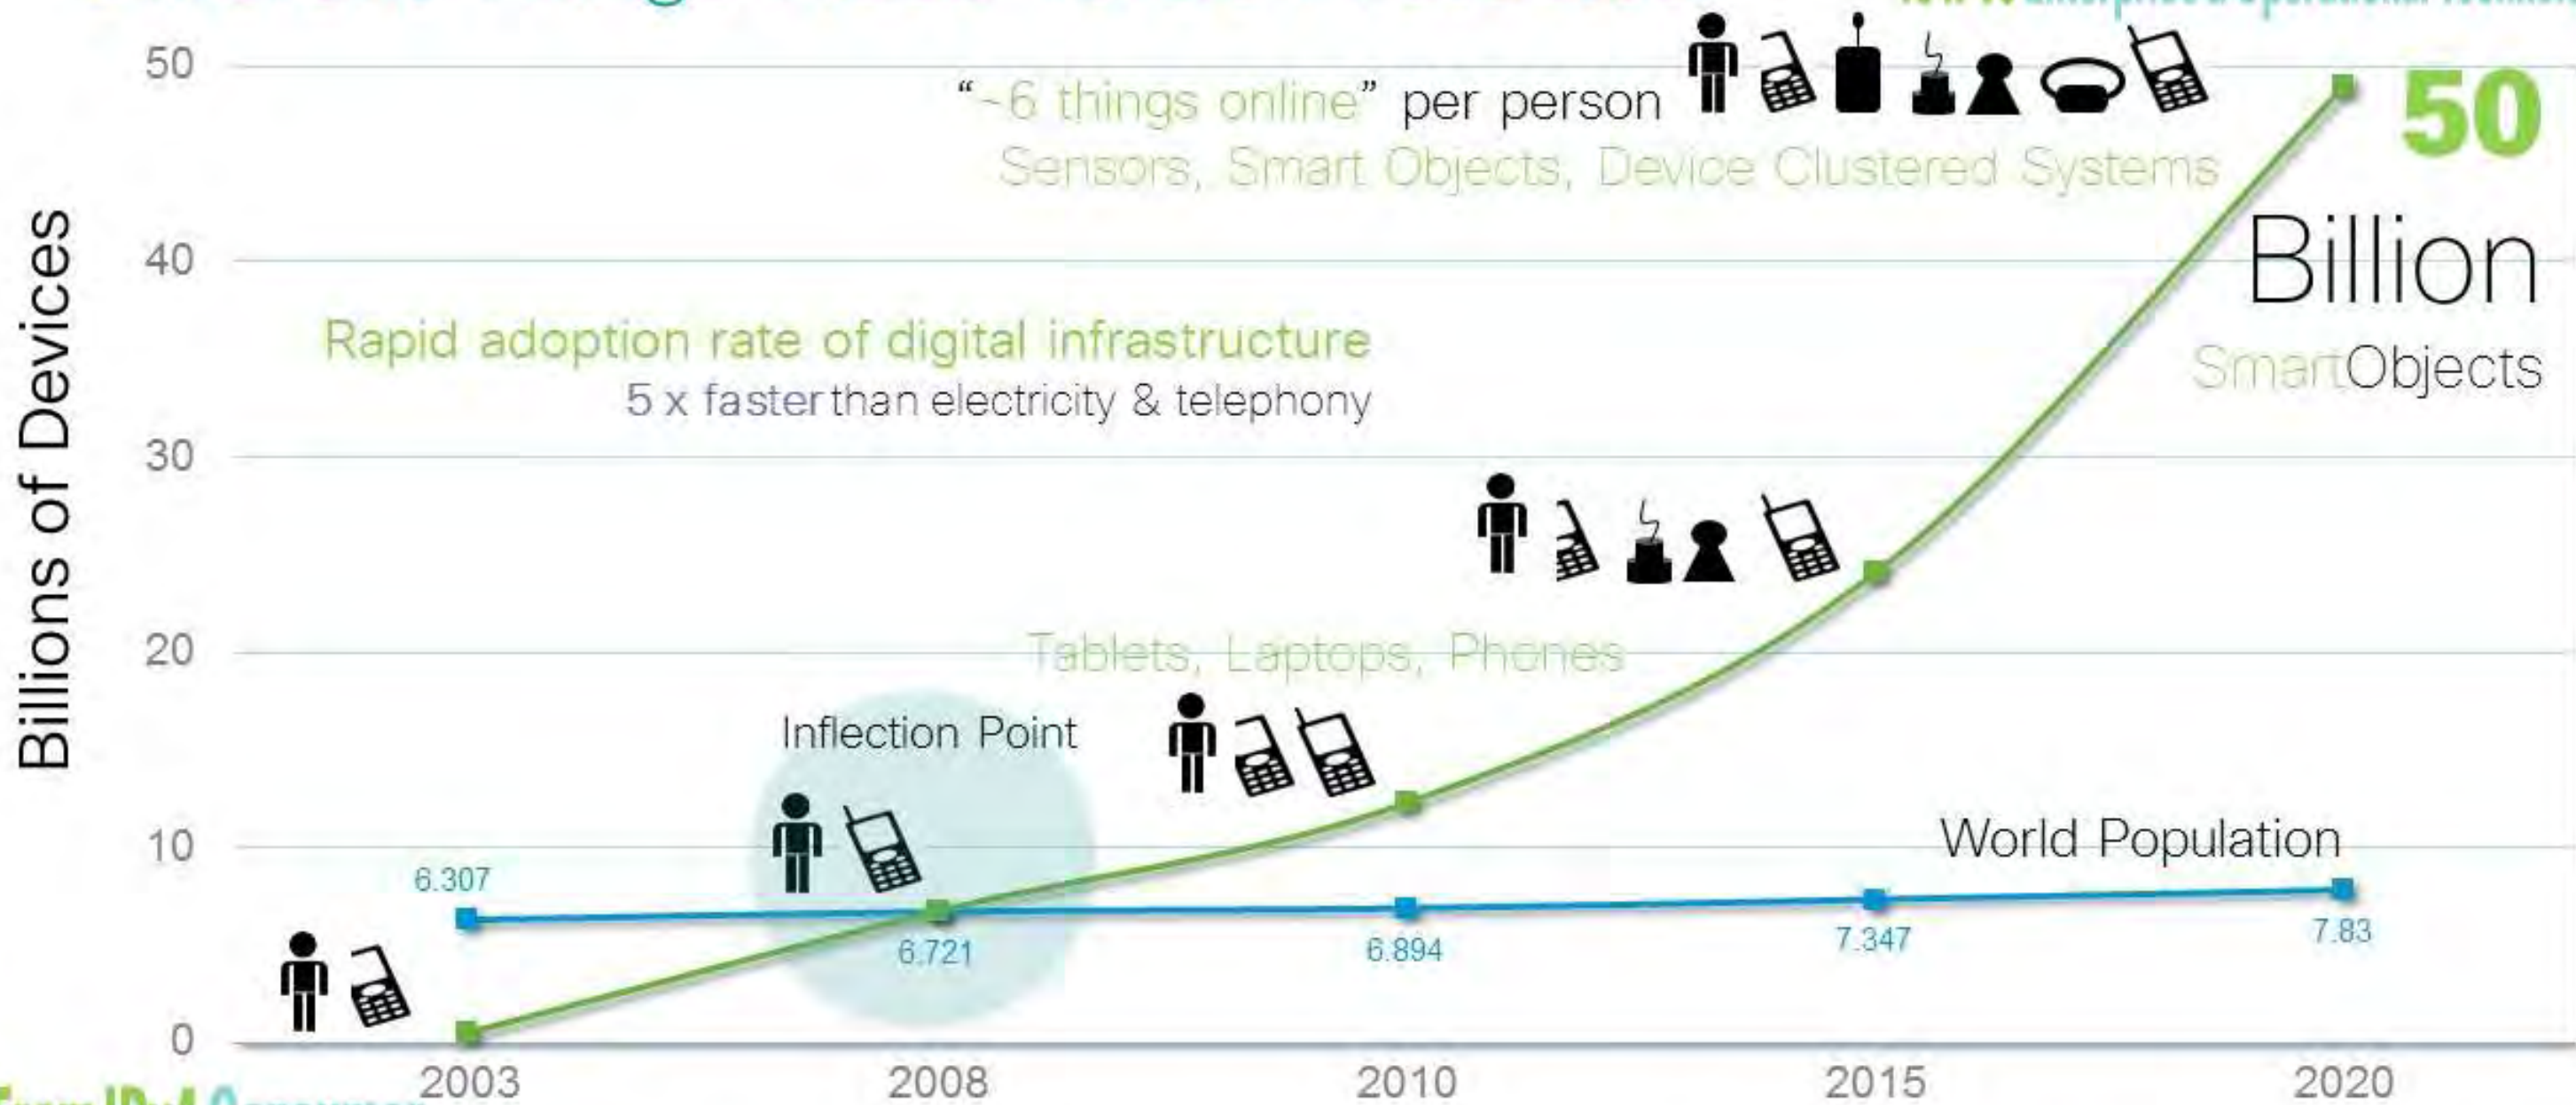 50
"~6 things online" per person
50
Sensors, Smart Objects, Device Clustered Systems
Billion
40
SmartObjects
Rapid adoption rate of digital infrastructure
5 x faster than electricity & telephony
Billions of Devices
30
20
Tablets, Laptops, Phones
Inflection Point
10
World Population
6.307
6.721
6.894
7.347
7.83
0
2003
2008
2010
2015
2020